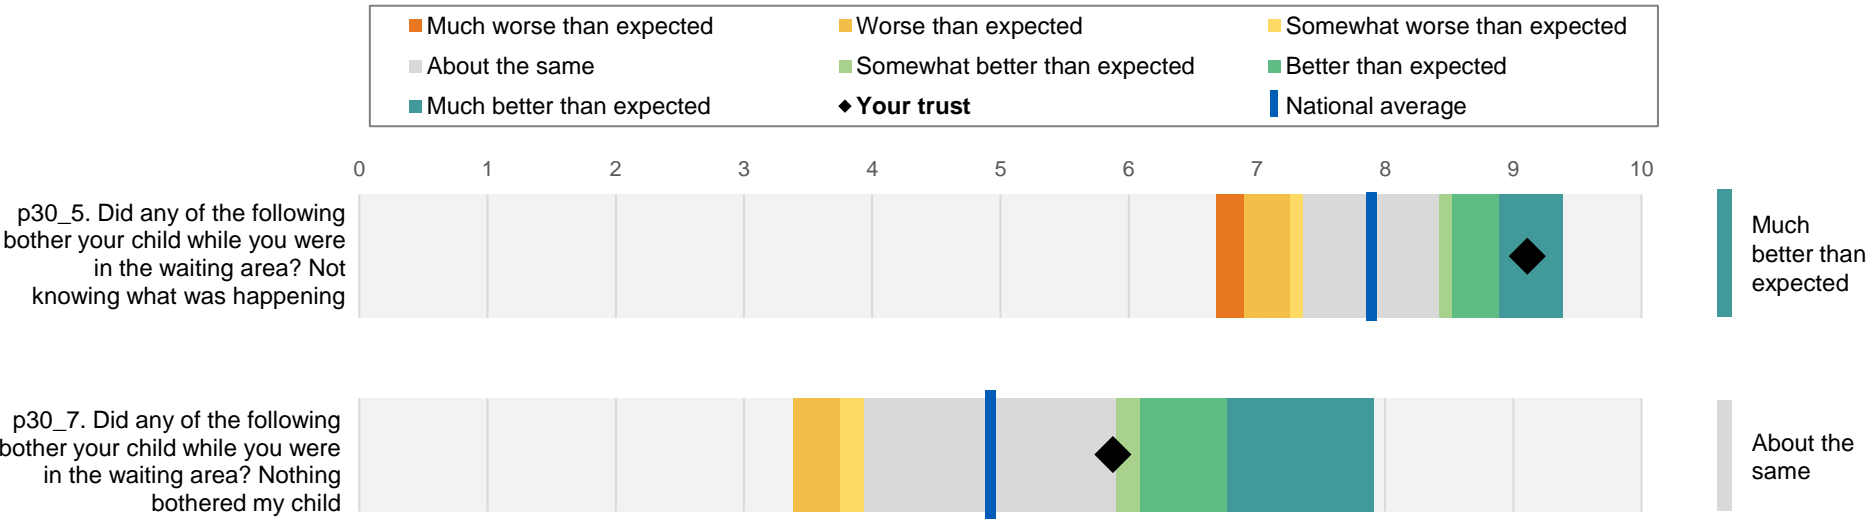 Much worse than expected
Worse than expected
Somewhat worse than expected
About the same
Somewhat better than expected
Better than expected
Much better than expected
Your trust
National average
0 1 2 3 4 5 6 7 8 9 10
p30_5. Did any of the following
bother your child while you were
in the waiting area? Not
knowing what was happening
Much
better than
expected
p30_7. Did any of the following
bother your child while you were
in the waiting area? Nothing
bothered my child
About the
same